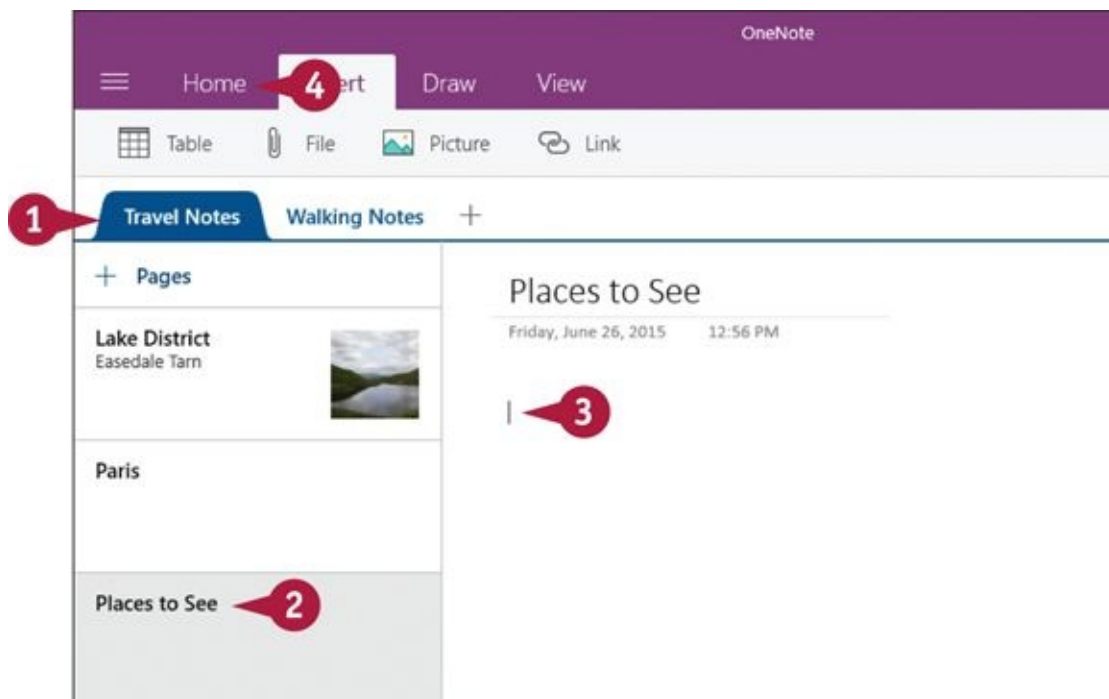 OneNote
Home 4 ert Draw View
Table File Picture Link
1 Travel Notes Walking Notes +
+ Pages
Places to See
Friday, June 26, 2015 12:56 PM
Lake District
Easedale Tarn
3
Paris
Places to See 2